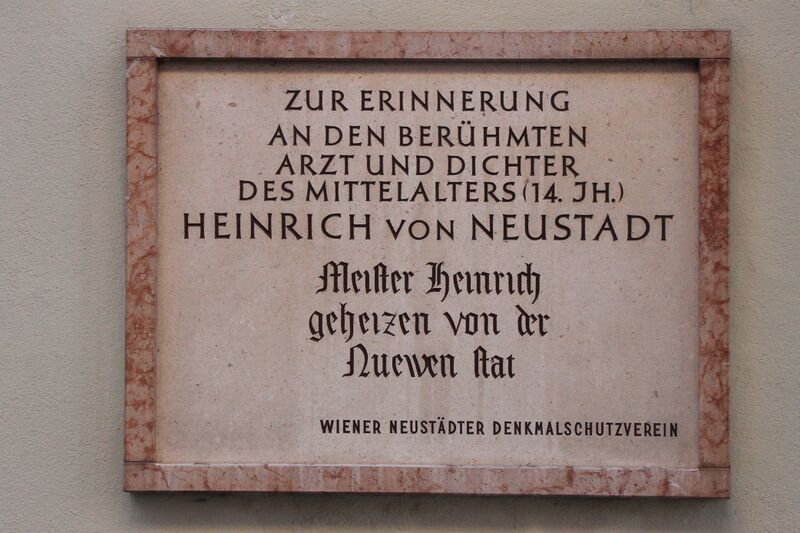 ZUR ERINNERUNG
AN DEN BERÜHMTEN
ARZT UND DICHTER
DES MITTELALTERS (14. JH.)
HEINRICH VON NEUSTADT
Meister Heinrich
geheizen von der
Nuewen stat
WIENER NEUSTÄDTER DENKMALSCHUTZVEREIN